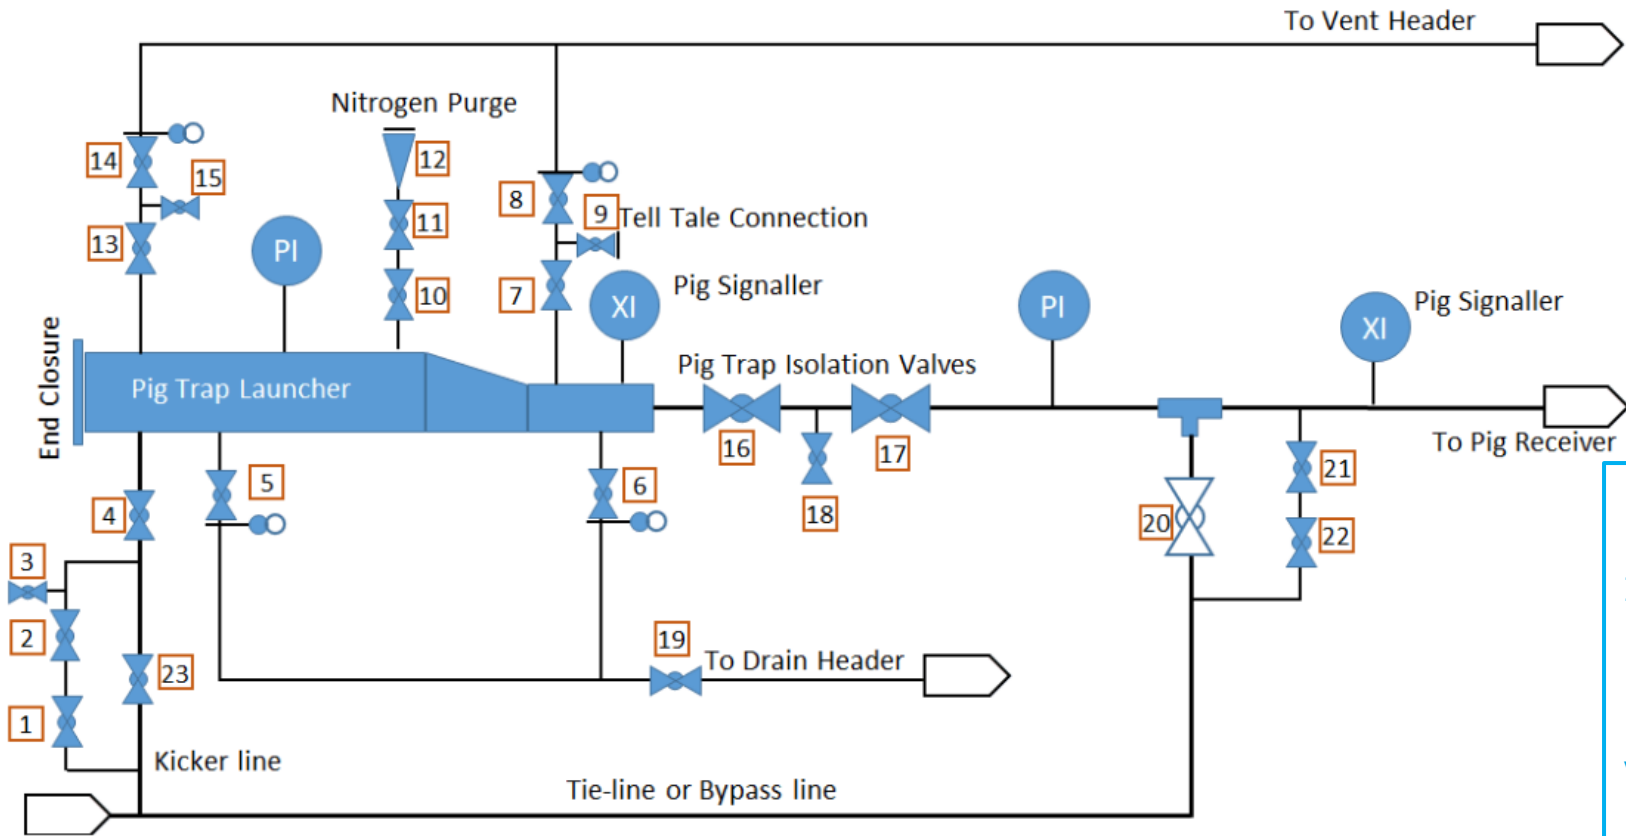 To Vent Header
Nitrogen Purge
14
15
12
8
9
Tell Tale Connection
13
PI
11
10
7
XI
Pig Signaller
PI
XI
Pig Signaller
End Closure
Pig Trap Launcher
Pig Trap Isolation Valves
16
17
To Pig Receiver
4
5
6
18
20
21
22
3
2
1
23
19
To Drain Header
Kicker line
Tie-line or Bypass line